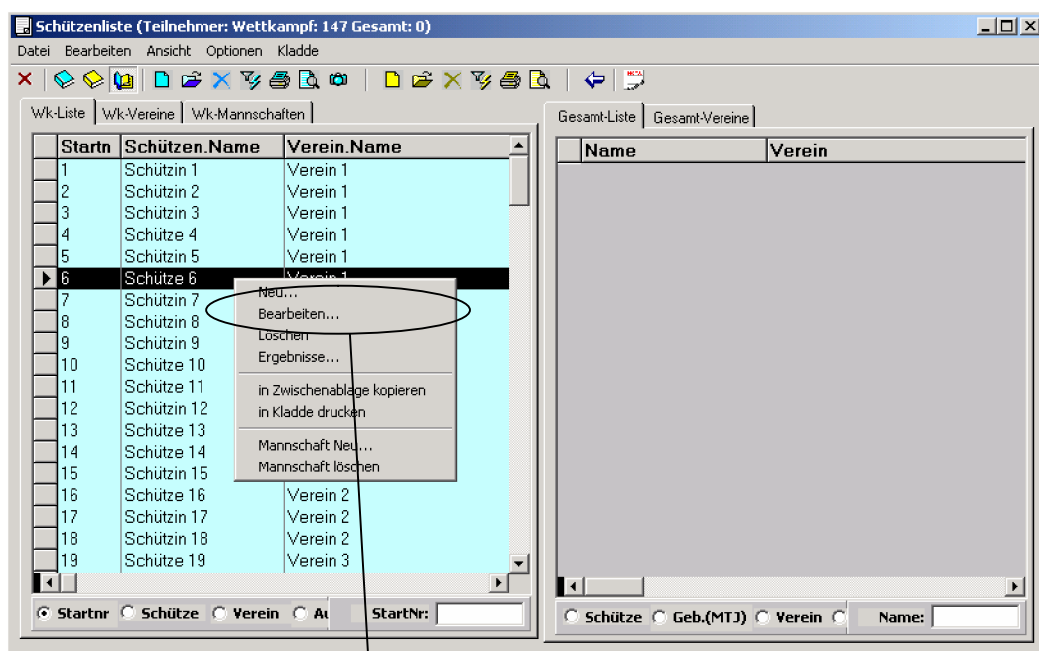 Schützenliste (Teilnehmer: Wettkampf: 147 Gesamt: 0)
Datei Bearbeiten Ansicht Optionen Kladde
Wk-Liste Wk-Vereine Wk-Mannschaften
Startn Schützen.Name Verein.Name
1 Schützin 1 Verein 1
2 Schützin 2 Verein 1
3 Schützin 3 Verein 1
4 Schütze 4 Verein 1
5 Schützin 5 Verein 1
6 Schütze 6 Verein 1
7 Schützin 7
8 Schützin 8
9 Schützin 9
10 Schütze 10
11 Schütze 11
12 Schützin 12
13 Schütze 13
14 Schütze 14
15 Schützin 15
16 Schütze 16 Verein 2
17 Schützin 17 Verein 2
18 Schützin 18 Verein 2
19 Schütze 19 Verein 3
Neu...
Bearbeiten...
Löschen
Ergebnisse...
in Zwischenablage kopieren
in Kladde drucken
Mannschaft Neu...
Mannschaft löschen
Startnr Schütze Verein StartNr:
Gesamt-Liste Gesamt-Vereine
Name Verein
Schütze Geb.(MTJ) Verein Name: